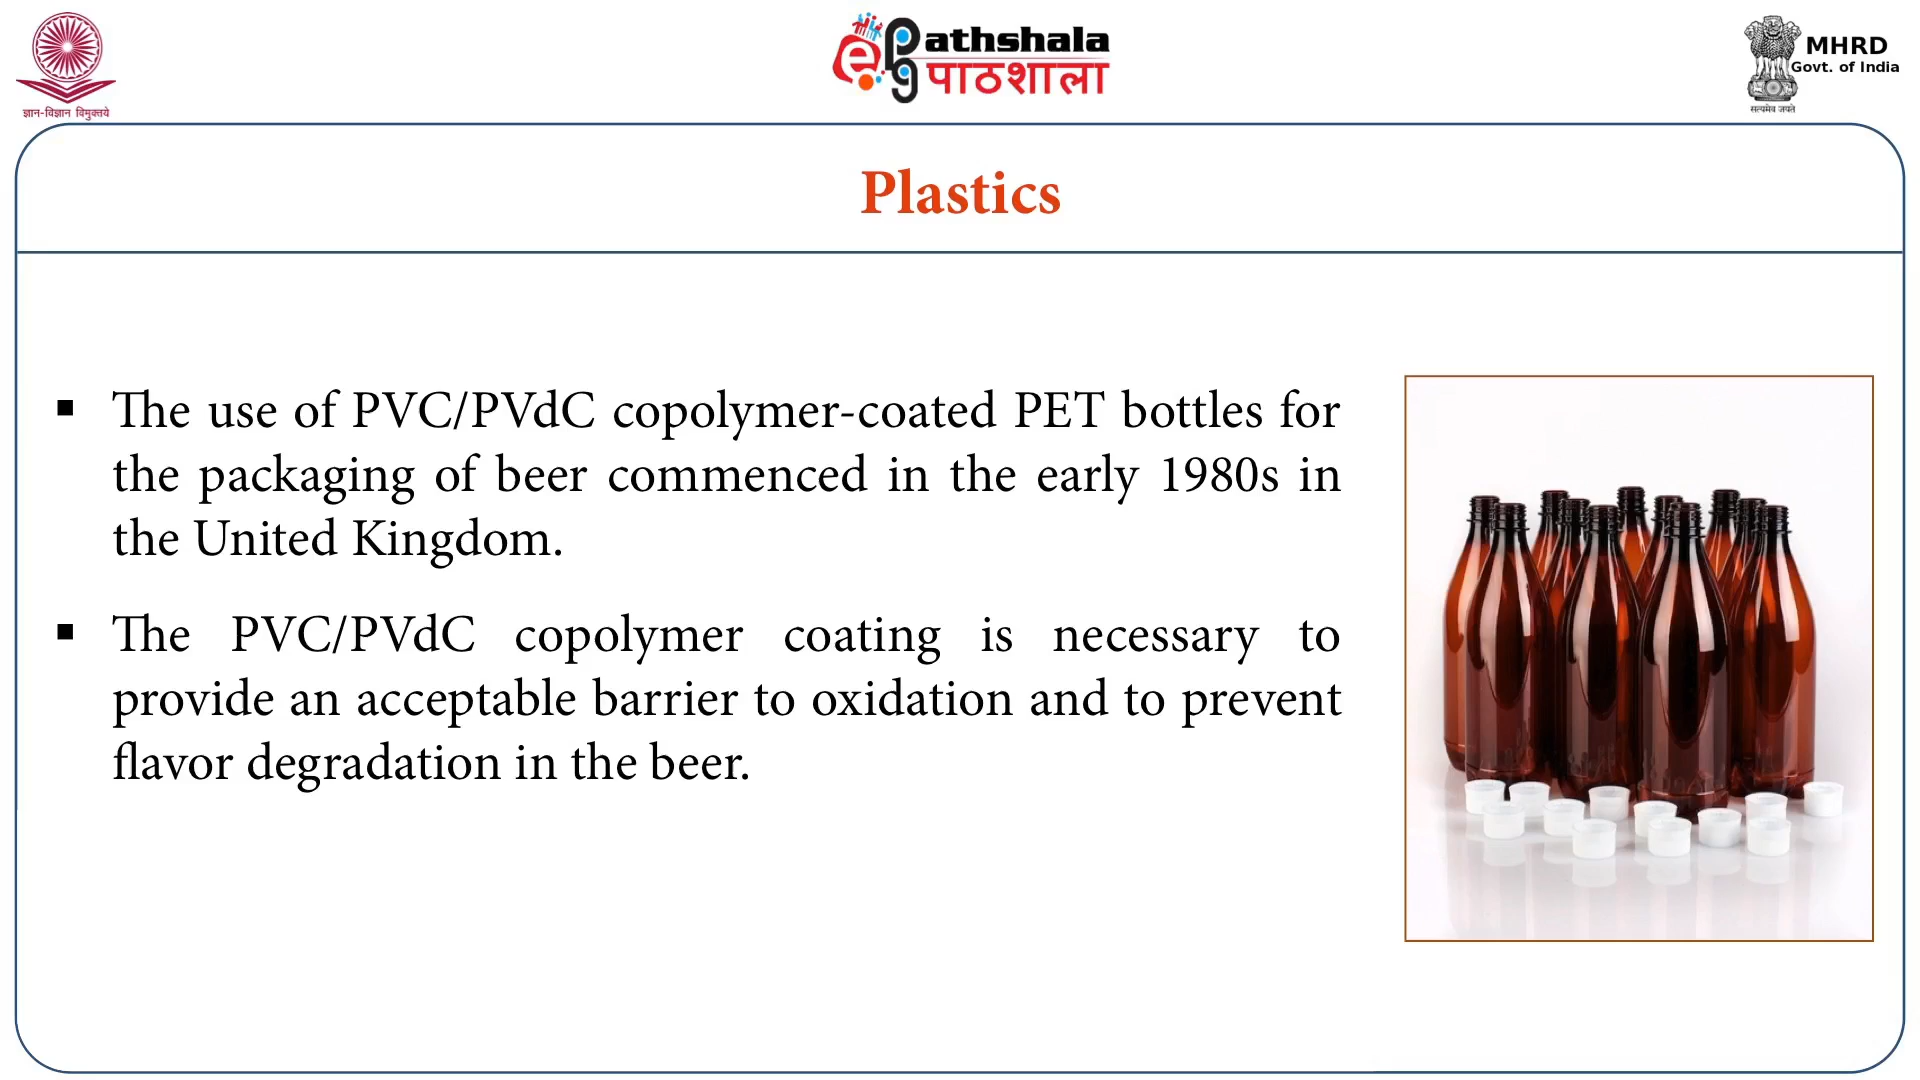 ज्ञान-विज्ञान विमुक्तये
ePathshala
पाठशाला
MHRD
Govt. of India
सत्यमेव जयते
Plastics
▪ The use of PVC/PVdC copolymer-coated PET bottles for
the packaging of beer commenced in the early 1980s in
the United Kingdom.
▪ The PVC/PVdC copolymer coating is necessary to
provide an acceptable barrier to oxidation and to prevent
flavor degradation in the beer.